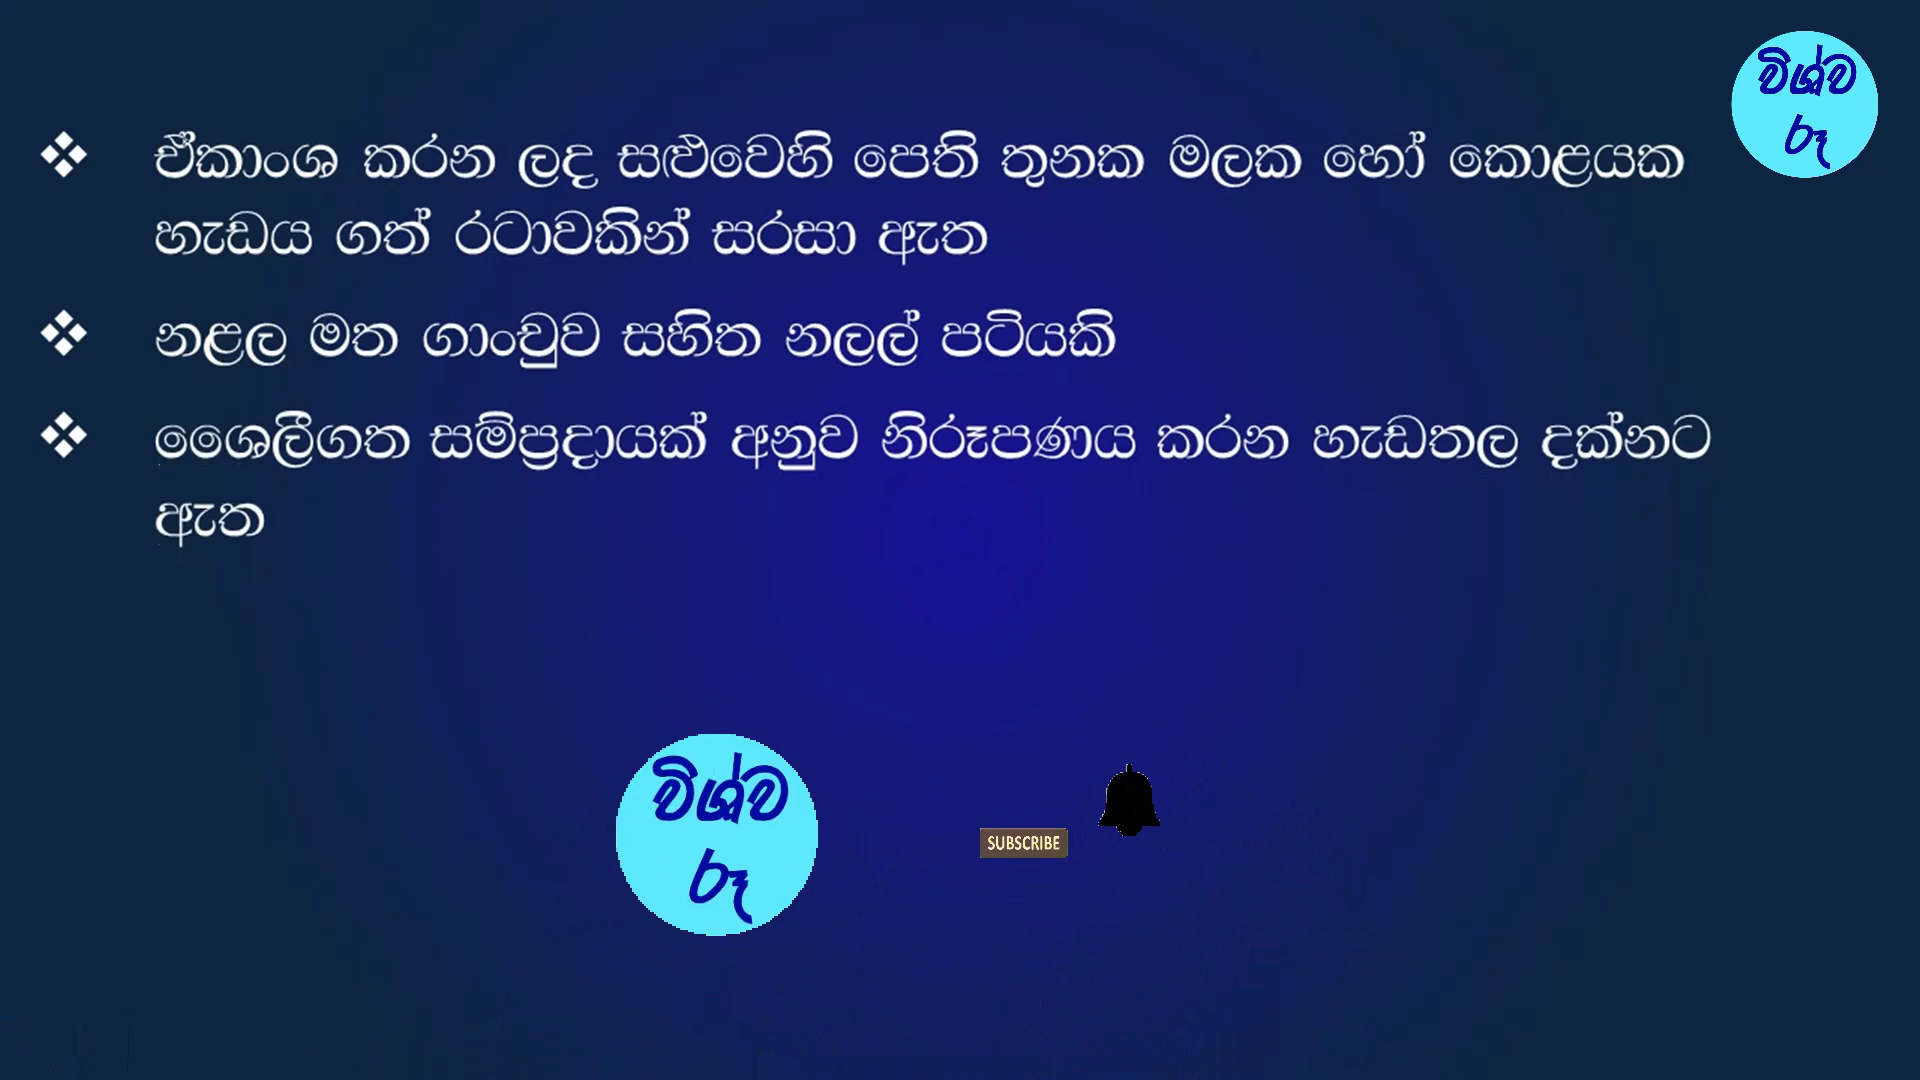 විශ්ව
රූ
ඒකාංශ කරන ලද සළුවෙහි පෙති තුනක මලක හෝ කොළයක
හැඩය ගත් රටාවකින් සරසා ඇත
නළල මත ගාංචුව සහිත නලල් පටියකි
ශෛලීගත සම්ප්‍රදායක් අනුව නිරූපණය කරන හැඩතල දක්නට
ඇත
විශ්ව
රූ
SUBSCRIBE